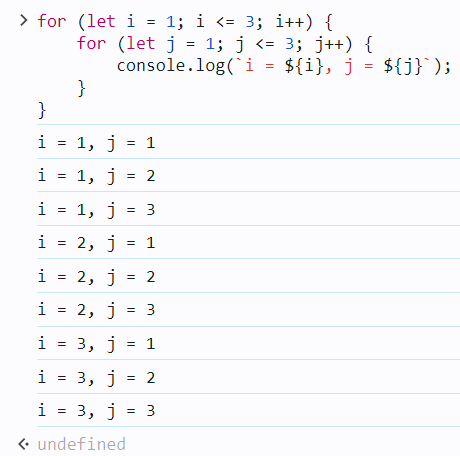 > for (let i = 1; i <= 3; i++) {
    for (let j = 1; j <= 3; j++) {
        console.log(`i = ${i}, j = ${j}`);
    }
}
i = 1, j = 1
i = 1, j = 2
i = 1, j = 3
i = 2, j = 1
i = 2, j = 2
i = 2, j = 3
i = 3, j = 1
i = 3, j = 2
i = 3, j = 3
undefined